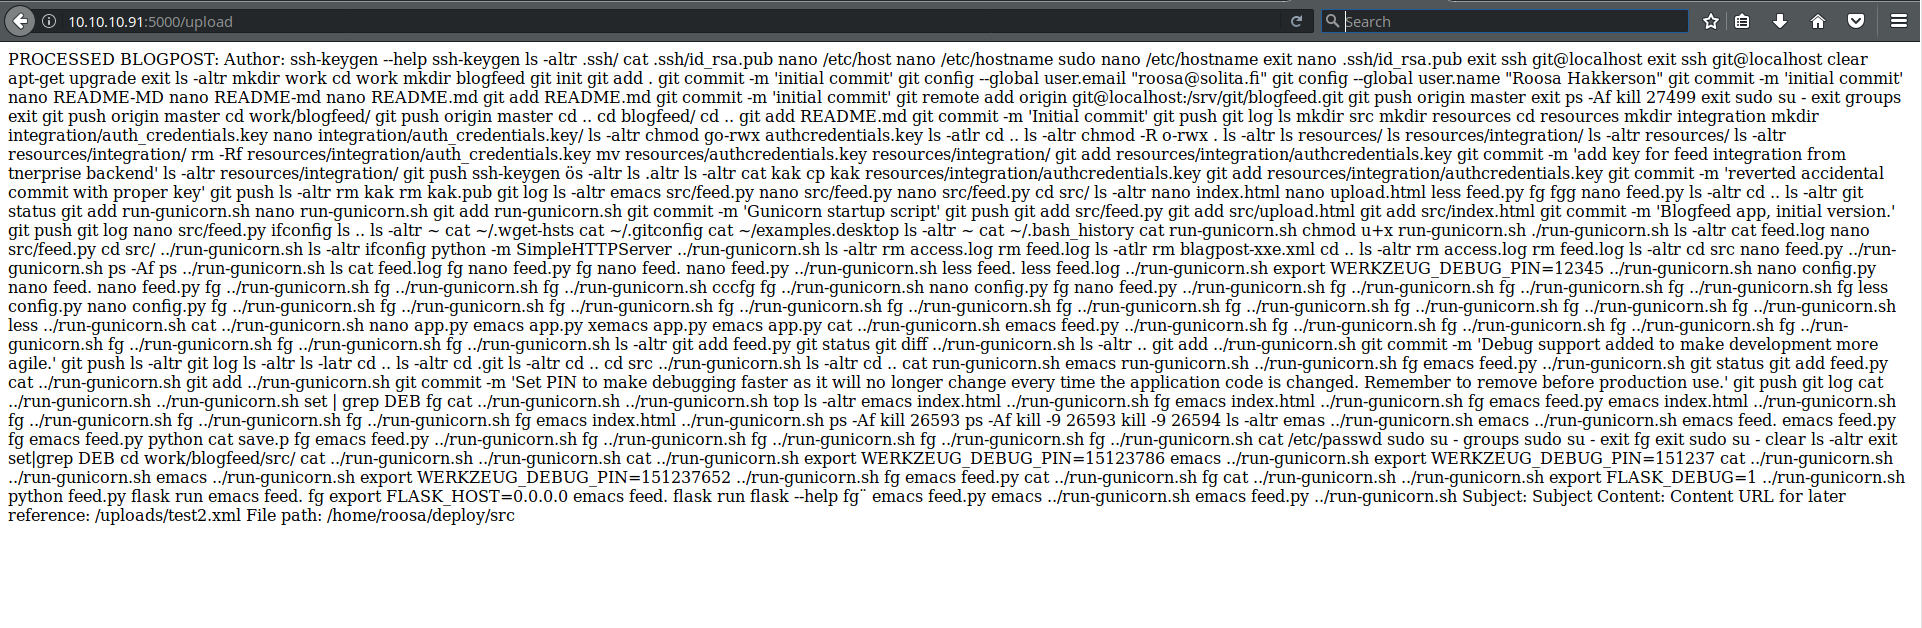 10.10.10.91:5000/upload
Search
PROCESSED BLOGPOST: Author: ssh-keygen --help ssh-keygen ls -altr .ssh/ cat .ssh/id_rsa.pub nano /etc/host nano /etc/hostname sudo nano /etc/hostname exit nano .ssh/id_rsa.pub exit ssh git@localhost exit ssh git@localhost clear
apt-get upgrade exit ls -altr mkdir work cd work mkdir blogfeed git init git add . git commit -m 'initial commit' git config --global user.email "roosa@solita.fi" git config --global user.name "Roosa Hakkerson" git commit -m 'initial commit'
nano README-MD nano README-md nano README.md git add README.md git commit -m 'initial commit' git remote add origin git@localhost:/srv/git/blogfeed.git git push origin master exit ps -Af kill 27499 exit sudo su - exit groups
exit git push origin master cd work/blogfeed/ git push origin master cd .. cd blogfeed/ cd .. git add README.md git commit -m 'Initial commit' git push git log ls mkdir src mkdir resources cd resources mkdir integration mkdir
integration/auth_credentials.key nano integration/auth_credentials.key/ ls -altr chmod go-rwx authcredentials.key ls -atlr cd .. ls -altr chmod -R o-rwx . ls -altr ls resources/ ls resources/integration/ ls -altr resources/ ls -altr
resources/integration/ rm -Rf resources/integration/auth_credentials.key mv resources/authcredentials.key resources/integration/ git add resources/integration/authcredentials.key git commit -m 'add key for feed integration from
tnerprise backend' ls -altr resources/integration/ git push ssh-keygen ös -altr ls .altr ls -altr cat kak cp kak resources/integration/authcredentials.key git add resources/integration/authcredentials.key git commit -m 'reverted accidental
commit with proper key' git push ls -altr rm kak rm kak.pub git log ls -altr emacs src/feed.py nano src/feed.py nano src/feed.py cd src/ ls -altr nano index.html nano upload.html less feed.py fg fgg nano feed.py ls -altr cd .. ls -altr git
status git add run-gunicorn.sh nano run-gunicorn.sh git add run-gunicorn.sh git commit -m 'Gunicorn startup script' git push git add src/feed.py git add src/upload.html git add src/index.html git commit -m 'Blogfeed app, initial version.'
git push git log nano src/feed.py ifconfig ls .. ls -altr ~ cat ~/.wget-hsts cat ~/.gitconfig cat ~/examples.desktop ls -altr ~ cat ~/.bash_history cat run-gunicorn.sh chmod u+x run-gunicorn.sh ./run-gunicorn.sh ls -altr cat feed.log nano
src/feed.py cd src/ ../run-gunicorn.sh ls -altr ifconfig python -m SimpleHTTPServer ../run-gunicorn.sh ls -altr rm access.log rm feed.log ls -atlr rm blagpost-xxe.xml cd .. ls -altr rm access.log rm feed.log ls -altr cd src nano feed.py ../run-
gunicorn.sh ps -Af ps ../run-gunicorn.sh ls cat feed.log fg nano feed.py fg nano feed. nano feed.py ../run-gunicorn.sh less feed. less feed.log ../run-gunicorn.sh export WERKZEUG_DEBUG_PIN=12345 ../run-gunicorn.sh nano config.py
nano feed. nano feed.py fg ../run-gunicorn.sh fg ../run-gunicorn.sh fg ../run-gunicorn.sh cccfg fg ../run-gunicorn.sh nano config.py fg nano feed.py ../run-gunicorn.sh fg ../run-gunicorn.sh fg ../run-gunicorn.sh fg ../run-gunicorn.sh fg less
config.py nano config.py fg ../run-gunicorn.sh fg ../run-gunicorn.sh fg ../run-gunicorn.sh fg ../run-gunicorn.sh fg ../run-gunicorn.sh fg ../run-gunicorn.sh fg ../run-gunicorn.sh fg ../run-gunicorn.sh fg ../run-gunicorn.sh fg ../run-gunicorn.sh
less ../run-gunicorn.sh cat ../run-gunicorn.sh nano app.py emacs app.py xemacs app.py emacs app.py cat ../run-gunicorn.sh emacs feed.py ../run-gunicorn.sh fg ../run-gunicorn.sh fg ../run-gunicorn.sh fg ../run-gunicorn.sh fg ../run-
gunicorn.sh fg ../run-gunicorn.sh fg ../run-gunicorn.sh fg ../run-gunicorn.sh fg ../run-gunicorn.sh ls -altr git add feed.py git status git diff ../run-gunicorn.sh ls -altr .. git add ../run-gunicorn.sh git commit -m 'Debug support added to make development more
agile.' git push ls -altr git log ls -altr ls -latr cd .. ls -altr cd .git ls -altr cd .. cd src ../run-gunicorn.sh ls -altr cd .. cat run-gunicorn.sh emacs run-gunicorn.sh ../run-gunicorn.sh fg emacs feed.py ../run-gunicorn.sh git status git add feed.py
cat ../run-gunicorn.sh git add ../run-gunicorn.sh git commit -m 'Set PIN to make debugging faster as it will no longer change every time the application code is changed. Remember to remove before production use.' git push git log cat
../run-gunicorn.sh ../run-gunicorn.sh set | grep DEB fg cat ../run-gunicorn.sh ../run-gunicorn.sh top ls -altr emacs index.html ../run-gunicorn.sh fg emacs index.html ../run-gunicorn.sh fg emacs feed.py emacs index.html ../run-gunicorn.sh
fg ../run-gunicorn.sh fg ../run-gunicorn.sh fg ../run-gunicorn.sh fg ../run-gunicorn.sh fg emacs index.html ../run-gunicorn.sh ps -Af kill 26593 ps -Af kill -9 26593 kill -9 26594 ls -altr emas ../run-gunicorn.sh emacs ../run-gunicorn.sh emacs feed. emacs feed.py
fg emacs feed.py python cat save.p fg emacs feed.py ../run-gunicorn.sh fg ../run-gunicorn.sh fg ../run-gunicorn.sh fg ../run-gunicorn.sh fg ../run-gunicorn.sh cat /etc/passwd sudo su - groups sudo su - exit fg exit sudo su - clear ls -altr exit
set|grep DEB cd work/blogfeed/src/ cat ../run-gunicorn.sh ../run-gunicorn.sh cat ../run-gunicorn.sh export WERKZEUG_DEBUG_PIN=15123786 emacs ../run-gunicorn.sh export WERKZEUG_DEBUG_PIN=151237 cat ../run-gunicorn.sh
../run-gunicorn.sh emacs ../run-gunicorn.sh export WERKZEUG_DEBUG_PIN=151237652 ../run-gunicorn.sh fg emacs feed.py cat ../run-gunicorn.sh fg cat ../run-gunicorn.sh ../run-gunicorn.sh export FLASK_DEBUG=1 ../run-gunicorn.sh
python feed.py flask run emacs feed. fg export FLASK_HOST=0.0.0.0 emacs feed. flask run flask --help fg¨ emacs feed.py emacs ../run-gunicorn.sh emacs feed.py ../run-gunicorn.sh Subject: Subject Content: Content URL for later
reference: /uploads/test2.xml File path: /home/roosa/deploy/src